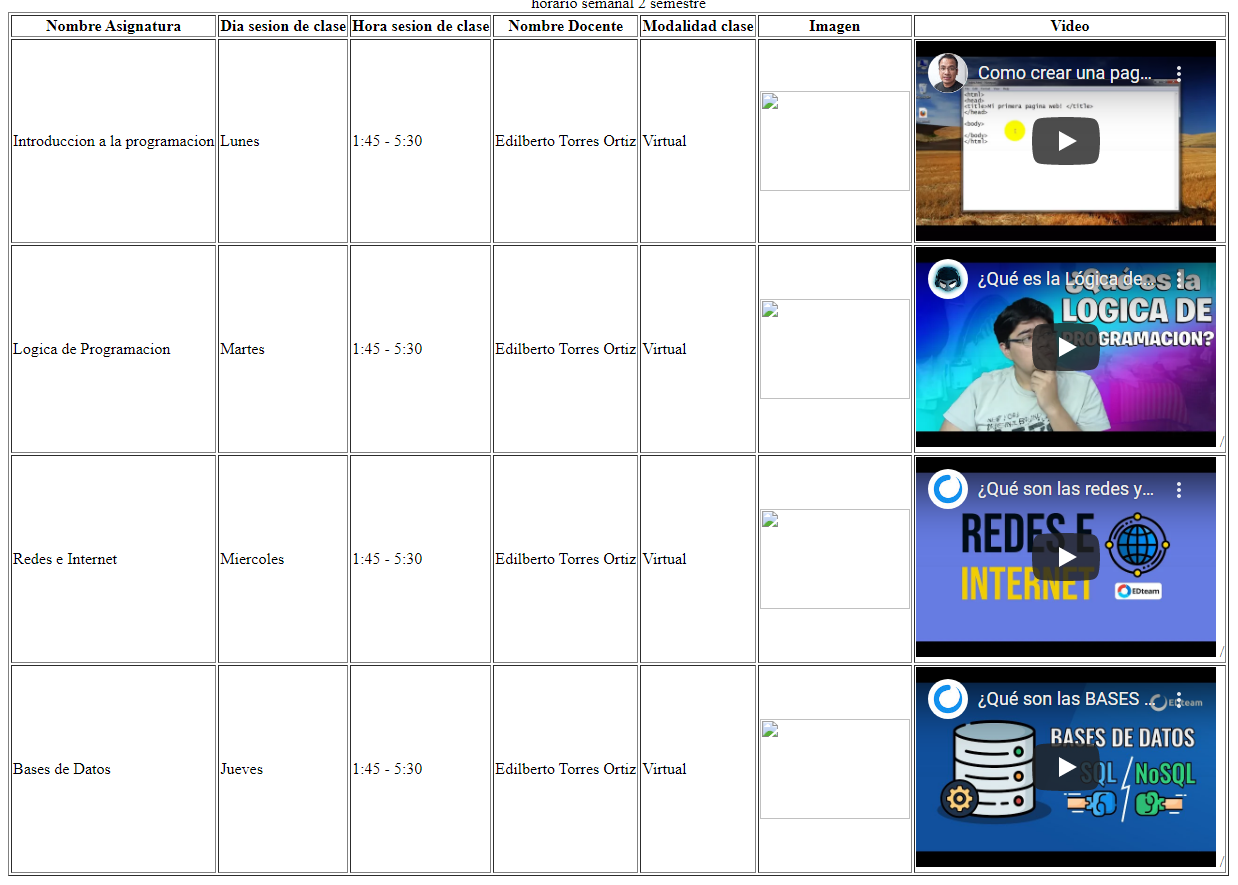 horario semanal 2 semestre
Nombre Asignatura Dia sesion de clase Hora sesion de clase Nombre Docente Modalidad clase Imagen Video
Introduccion a la programacion Lunes 1:45 - 5:30 Edilberto Torres Ortiz Virtual
Como crear una pag...
<html>
<head>
<title>Mi primera pagina web! </title>
</head>
<body>
</body>
</html>
Logica de Programacion Martes 1:45 - 5:30 Edilberto Torres Ortiz Virtual
¿Qué es la Lógica de...
¿Qué es la
LOGICA DE
PROGRAMACION?
/
Redes e Internet Miercoles 1:45 - 5:30 Edilberto Torres Ortiz Virtual
¿Qué son las redes y...
REDES E
INTERNET
EDteam
/
Bases de Datos Jueves 1:45 - 5:30 Edilberto Torres Ortiz Virtual
¿Qué son las BASES ...
EDteam
BASES DE DATOS
SQL / NoSQL
/